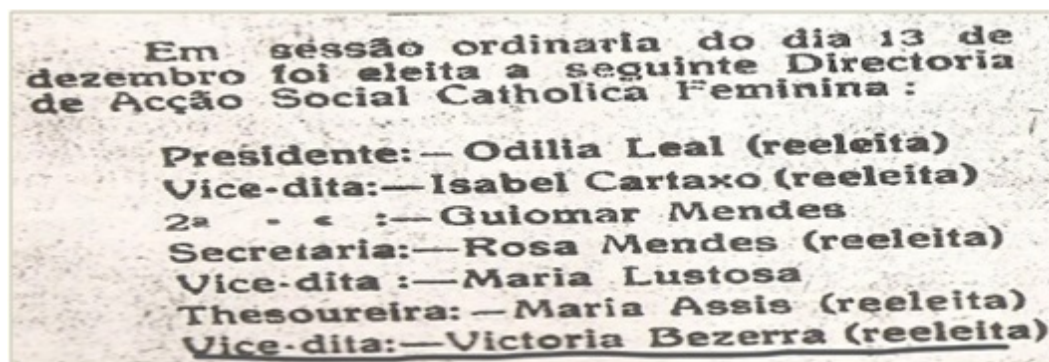 Em sessão ordinaria do dia 13 de
dezembro foi eleita a seguinte Directoria
de Acção Social Catholica Feminina :
Presidente:—Odilia Leal (reeleita)
Vice-dita:—Isabel Cartaxo (reeleita)
2ª - « :—Guiomar Mendes
Secretaria:—Rosa Mendes (reeleita)
Vice-dita :—Maria Lustosa
Thesoureira:—Maria Assis (reeleita)
Vice-dita:—Victoria Bezerra (reeleita)